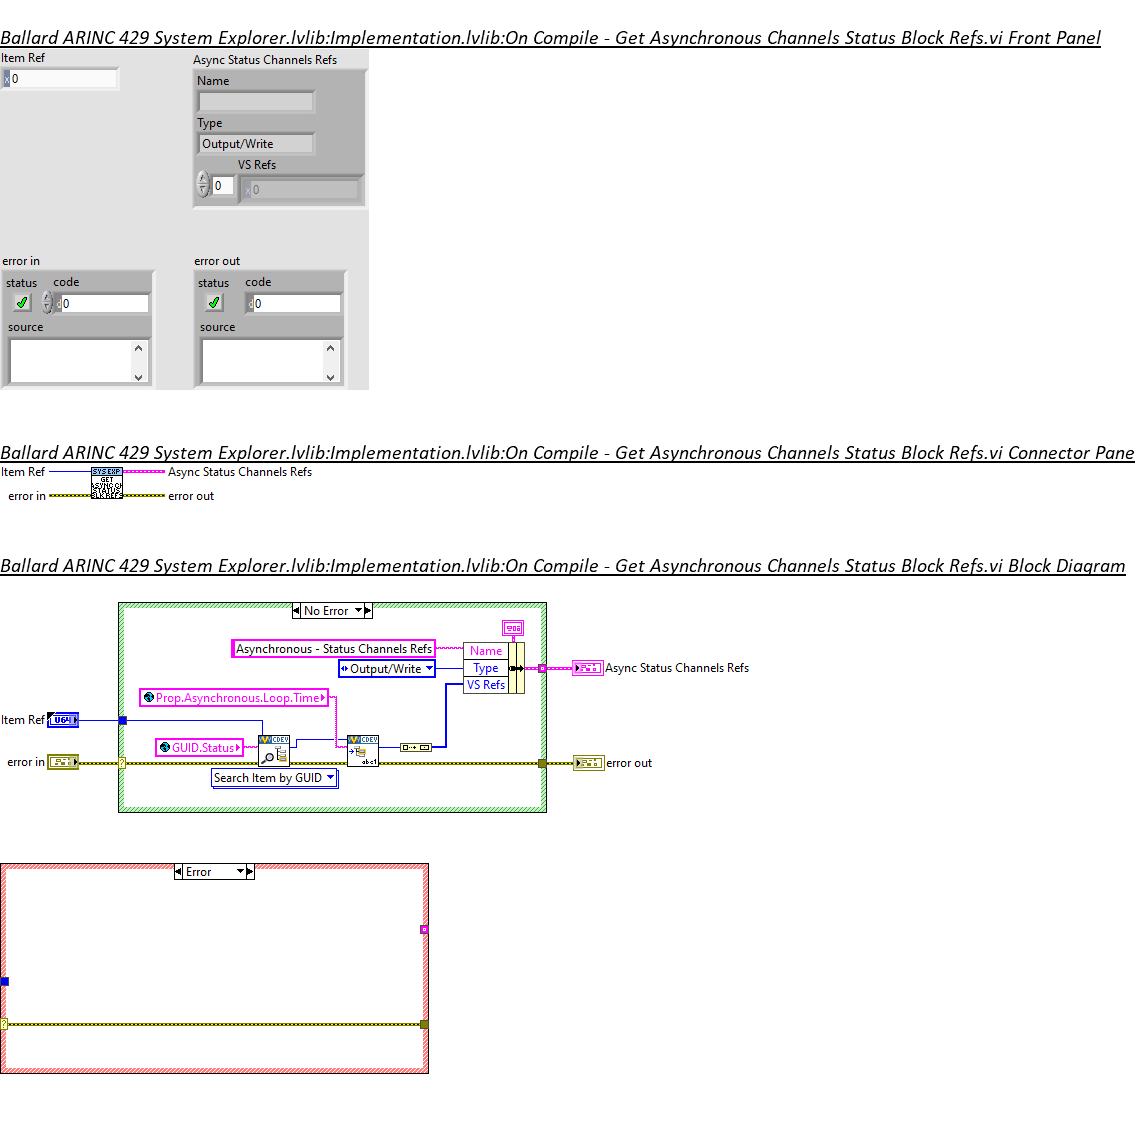 Ballard ARINC 429 System Explorer.lvlib:Implementation.lvlib:On Compile - Get Asynchronous Channels Status Block Refs.vi Front Panel
Item Ref
x 0
Async Status Channels Refs
Name
Type
Output/Write
VS Refs
0
x 0
error in
status code
d 0
source
error out
status code
d 0
source
Ballard ARINC 429 System Explorer.lvlib:Implementation.lvlib:On Compile - Get Asynchronous Channels Status Block Refs.vi Connector Pane
Item Ref
SYS EXP
GET
ASYNC CH
STATUS
BLK REFS
Async Status Channels Refs
error in
error out
Ballard ARINC 429 System Explorer.lvlib:Implementation.lvlib:On Compile - Get Asynchronous Channels Status Block Refs.vi Block Diagram
No Error
Asynchronous - Status Channels Refs
Output/Write
Name
Type
VS Refs
Async Status Channels Refs
Prop.Asynchronous.Loop.Time
Item Ref
U64
GUID.Status
CDEV
CDEV
abc1
Search Item by GUID
error in
?
error out
Error
?